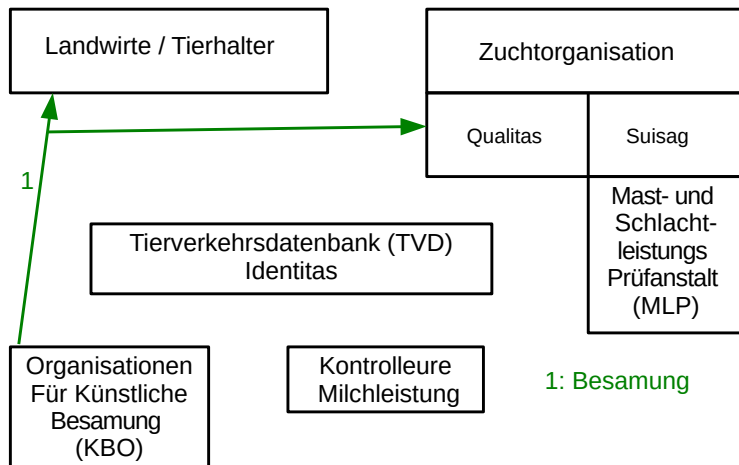 Landwirte / Tierhalter
Zuchtorganisation
Qualitas
Suisag
1
Mast- und
Schlacht-
leistungs
Prüfanstalt
(MLP)
Tierverkehrsdatenbank (TVD)
Identitas
Organisationen
Für Künstliche
Besamung
(KBO)
Kontrolleure
Milchleistung
1: Besamung